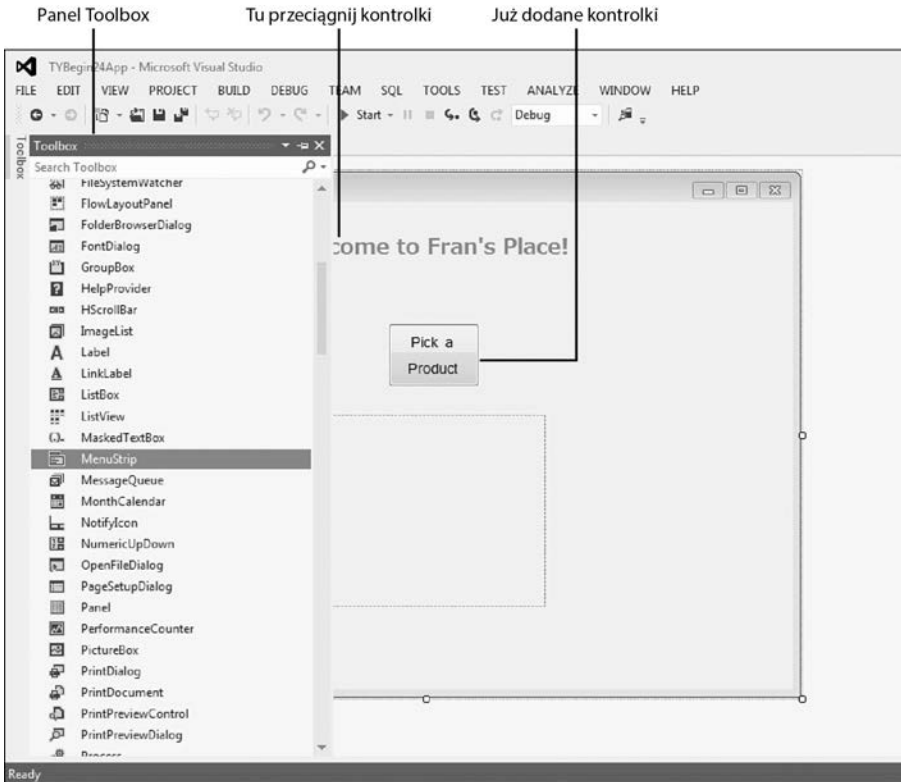 Panel Toolbox Tu przeciągnij kontrolki Już dodane kontrolki
TYBegin24App - Microsoft Visual Studio
FILE EDIT VIEW PROJECT BUILD DEBUG TEAM SQL TOOLS TEST ANALYZE WINDOW HELP
Start Debug
Toolbox
Toolbox
Search Toolbox
FileSystemWatcher
FlowLayoutPanel
FolderBrowserDialog
FontDialog
GroupBox
HelpProvider
HScrollBar
ImageList
Label
LinkLabel
ListBox
ListView
MaskedTextBox
MenuStrip
MessageQueue
MonthCalendar
NotifyIcon
NumericUpDown
OpenFileDialog
PageSetupDialog
Panel
PerformanceCounter
PictureBox
PrintDialog
PrintDocument
PrintPreviewControl
PrintPreviewDialog
Process
come to Fran's Place!
Pick a
Product
Ready